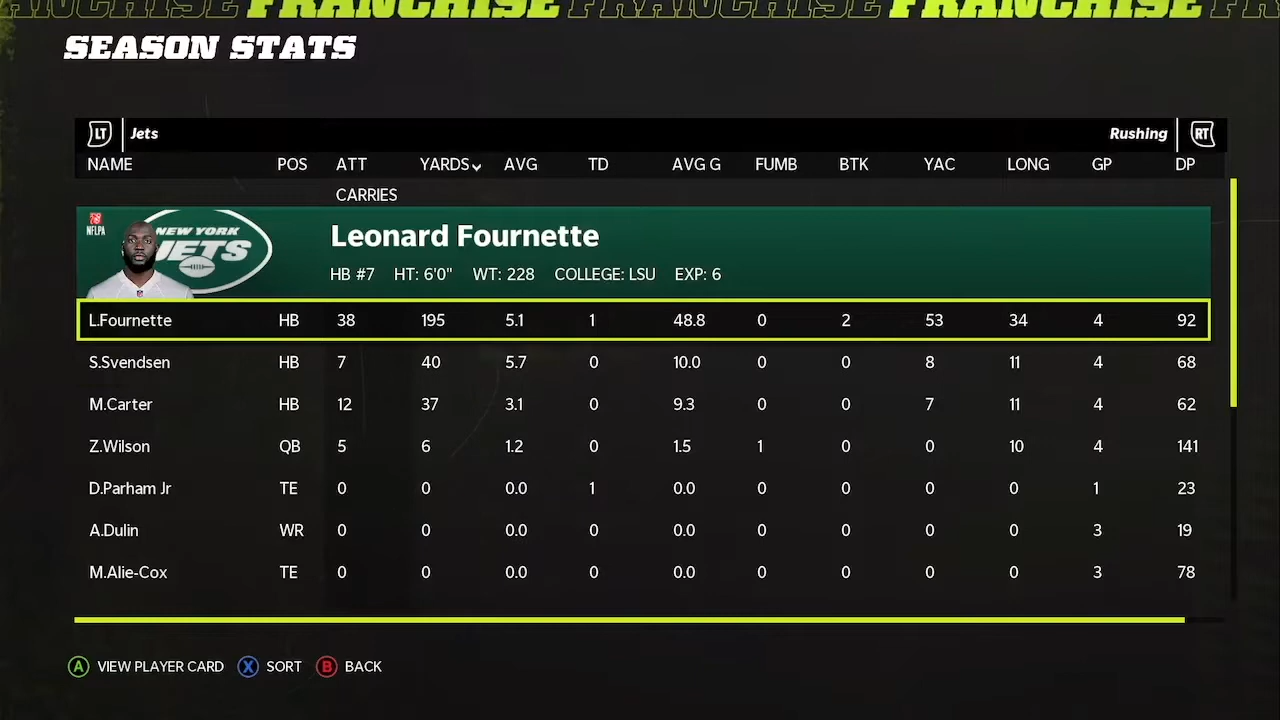 FRANCHISE FRANCHISE FRANCHISE FRANCHISE FR
SEASON STATS
LT Jets Rushing RT
NAME POS ATT YARDS AVG TD AVG G FUMB BTK YAC LONG GP DP
CARRIES
NFLPA
NEW YORK
JETS
Leonard Fournette
HB #7 HT: 6'0" WT: 228 COLLEGE: LSU EXP: 6
L.Fournette HB 38 195 5.1 1 48.8 0 2 53 34 4 92
S.Svendsen HB 7 40 5.7 0 10.0 0 0 8 11 4 68
M.Carter HB 12 37 3.1 0 9.3 0 0 7 11 4 62
Z.Wilson QB 5 6 1.2 0 1.5 1 0 0 10 4 141
D.Parham Jr TE 0 0 0.0 1 0.0 0 0 0 0 1 23
A.Dulin WR 0 0 0.0 0 0.0 0 0 0 0 3 19
M.Alie-Cox TE 0 0 0.0 0 0.0 0 0 0 0 3 78
A VIEW PLAYER CARD X SORT B BACK